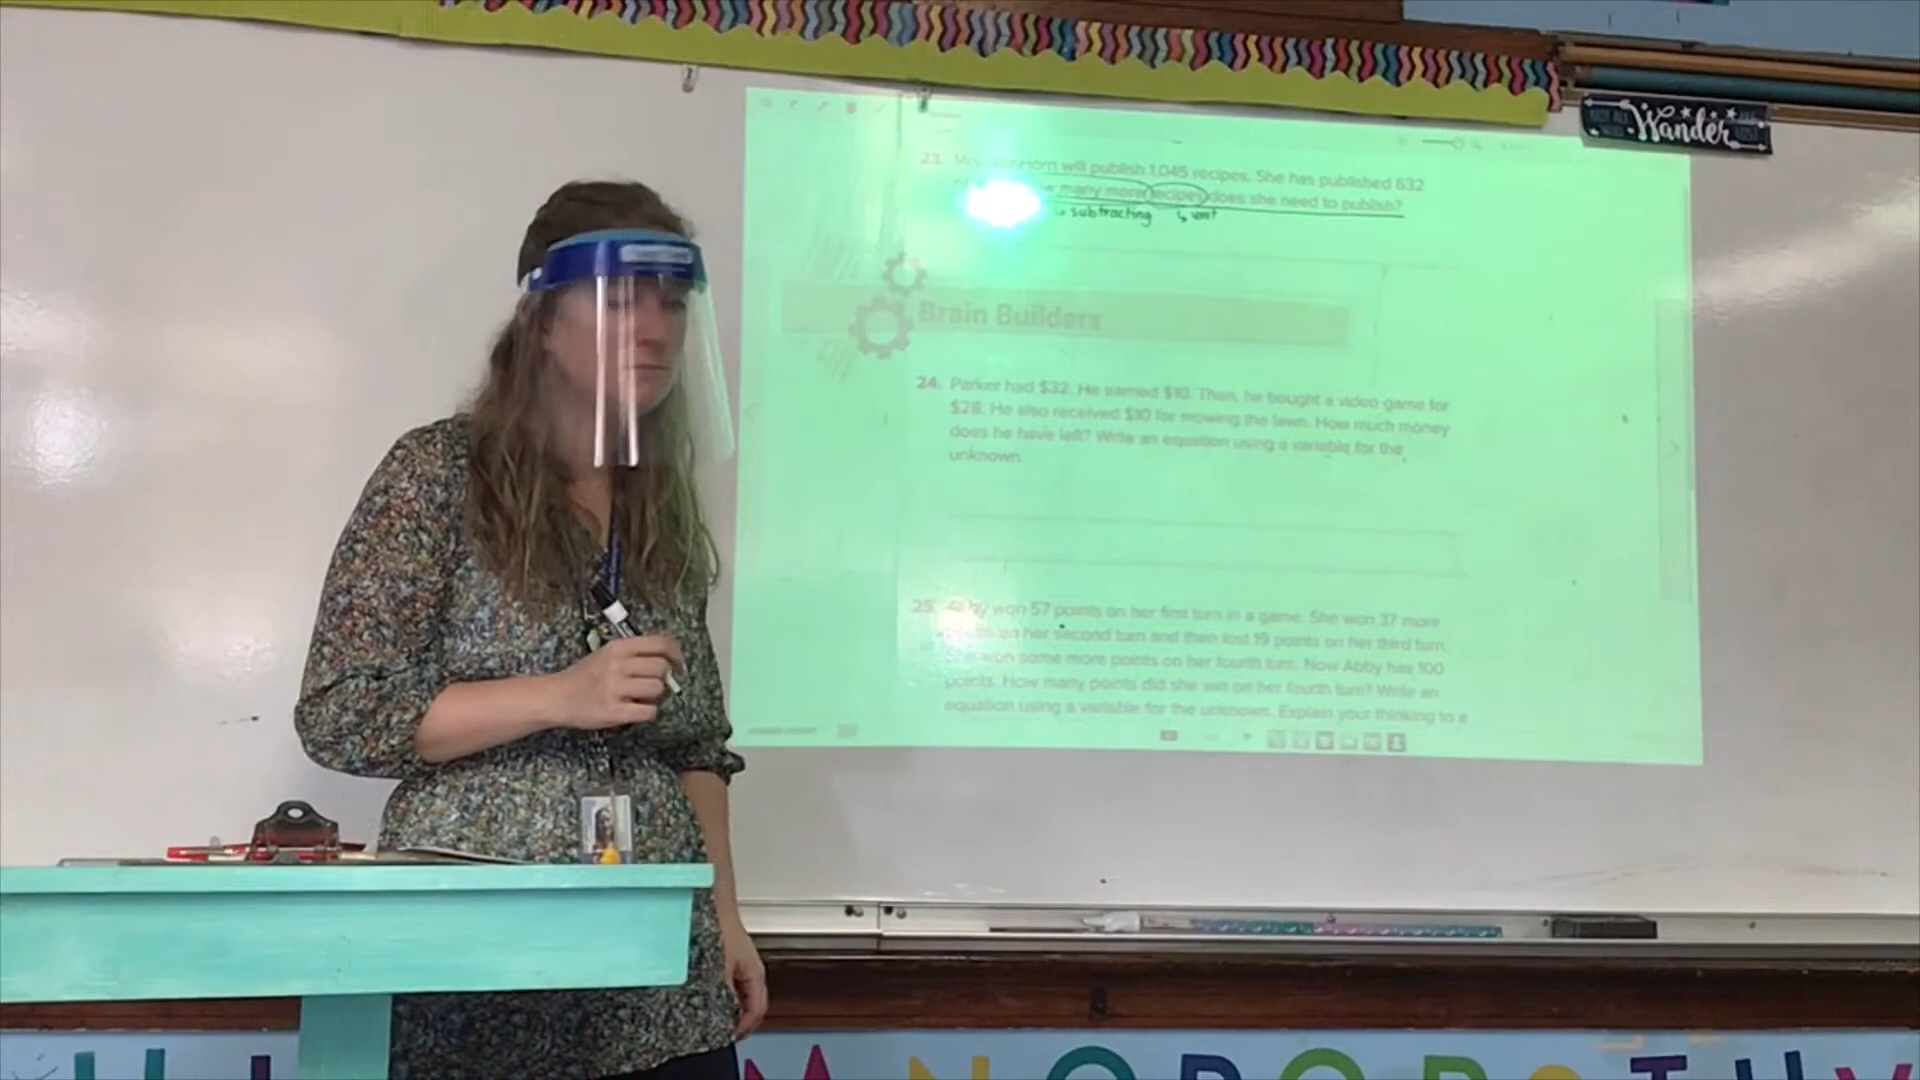 Wander
23. Horn will publish 1,045 recipes. She has published 632
many more recipes does she need to publish?
↳ subtracting ↳ unit
Brain Builders
24. Parker had $32. He earned $10. Then, he bought a video game for
$28. He also received $10 for mowing the lawn. How much money
does he have left? Write an equation using a variable for the
unknown.
25. won 57 points on her first turn in a game. She won 37 more
on her second turn and then lost 19 points on her third turn.
won some more points on her fourth turn. Now Abby has 100
points. How many points did she win on her fourth turn? Write an
equation using a variable for the unknown. Explain your thinking to a